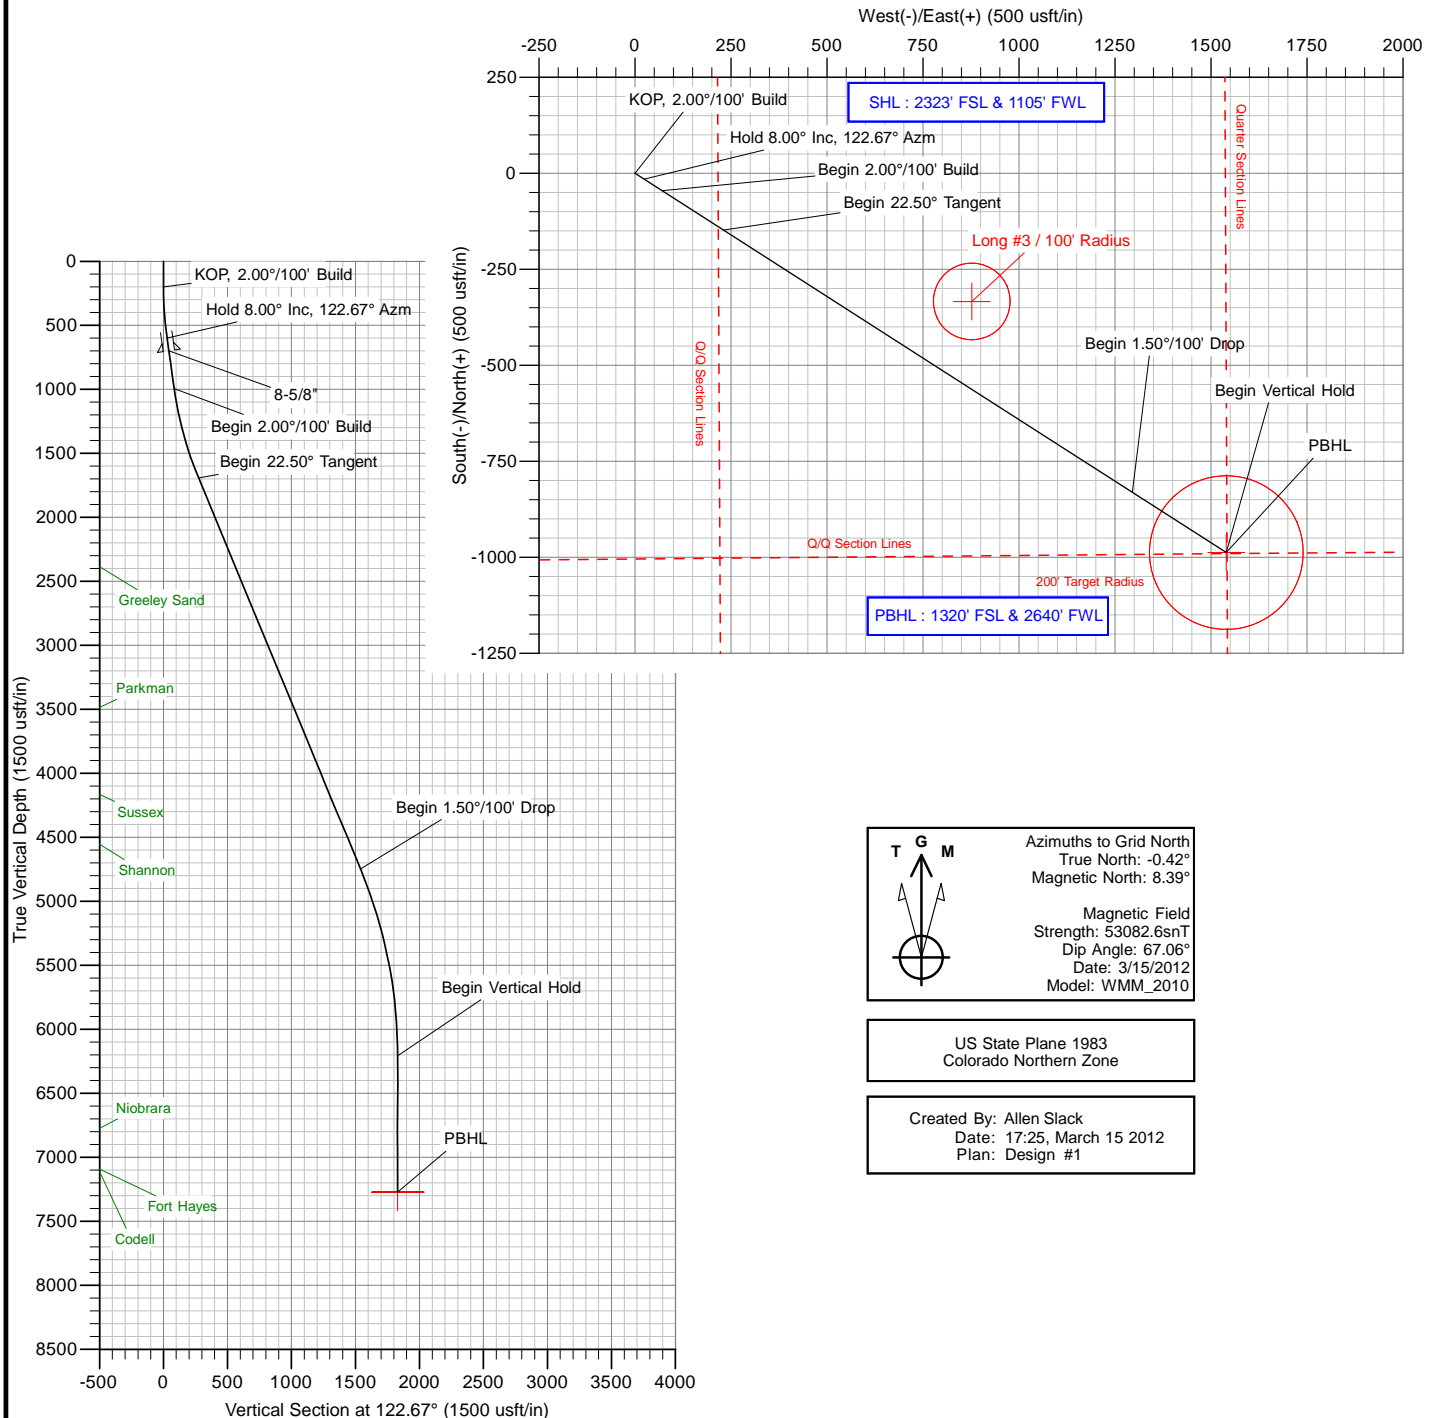 West(-)/East(+) (500 usft/in)
-250 0 250 500 750 1000 1250 1500 1750 2000
250
0
-250
-500
-750
-1000
-1250
South(-)/North(+) (500 usft/in)
KOP, 2.00°/100' Build
SHL : 2323' FSL & 1105' FWL
Hold 8.00° Inc, 122.67° Azm
Begin 2.00°/100' Build
Begin 22.50° Tangent
Quarter Section Lines
Long #3 / 100' Radius
Q/Q Section Lines
Begin 1.50°/100' Drop
Begin Vertical Hold
PBHL
Q/Q Section Lines
200' Target Radius
PBHL : 1320' FSL & 2640' FWL
0
500
1000
1500
2000
2500
3000
3500
4000
4500
5000
5500
6000
6500
7000
7500
8000
8500
True Vertical Depth (1500 usft/in)
KOP, 2.00°/100' Build
Hold 8.00° Inc, 122.67° Azm
8-5/8"
Begin 2.00°/100' Build
Begin 22.50° Tangent
Greeley Sand
Parkman
Sussex
Shannon
Begin 1.50°/100' Drop
Begin Vertical Hold
Niobrara
PBHL
Fort Hayes
Codell
-500 0 500 1000 1500 2000 2500 3000 3500 4000
Vertical Section at 122.67° (1500 usft/in)
T G M
Azimuths to Grid North
True North: -0.42°
Magnetic North: 8.39°
Magnetic Field
Strength: 53082.6snT
Dip Angle: 67.06°
Date: 3/15/2012
Model: WMM_2010
US State Plane 1983
Colorado Northern Zone
Created By: Allen Slack
Date: 17:25, March 15 2012
Plan: Design #1